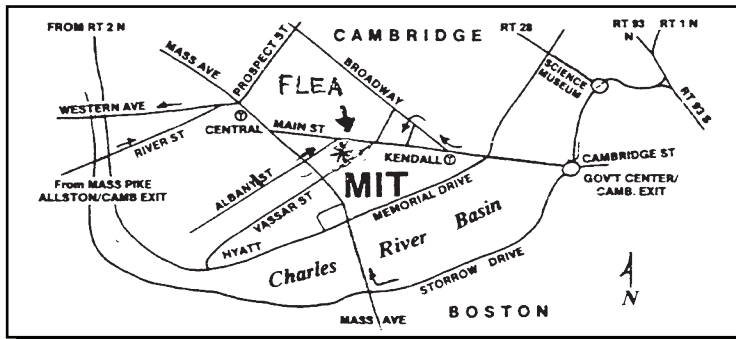 FROM RT 2 N
MASS AVE
PROSPECT ST
CAMBRIDGE
RT 28
RT 93
N
RT 1 N
SCIENCE
MUSEUM
RT 93 S
FLEA
BROADWAY
WESTERN AVE
CENTRAL
T
MAIN ST
RIVER ST
KENDALL T
CAMBRIDGE ST
From MASS PIKE
ALLSTON/CAMB EXIT
ALBANY ST
MIT
GOV'T CENTER/
CAMB. EXIT
VASSAR ST
MEMORIAL DRIVE
HYATT
Charles River Basin
STORROW DRIVE
N
MASS AVE
BOSTON